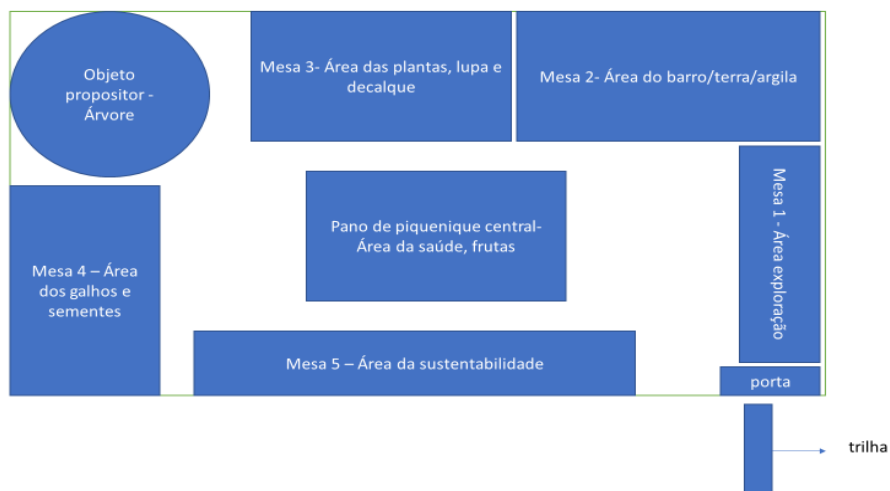 Objeto
propositor -
Árvore
Mesa 3- Área das plantas, lupa e
decalque
Mesa 2- Área do barro/terra/argila
Mesa 1 - Área exploração
Pano de piquenique central-
Área da saúde, frutas
Mesa 4 – Área
dos galhos e
sementes
Mesa 5 – Área da sustentabilidade
porta
trilha